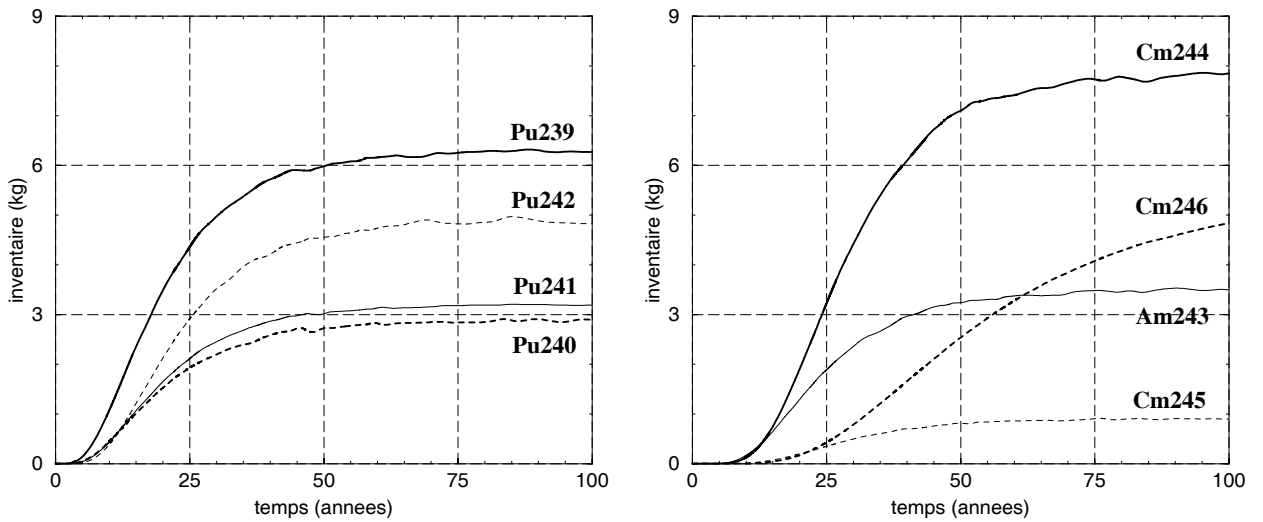 9
6
3
0
inventaire (kg)
Pu239
Pu242
Pu241
Pu240
0
25
50
75
100
temps (annees)
9
6
3
0
inventaire (kg)
Cm244
Cm246
Am243
Cm245
0
25
50
75
100
temps (annees)